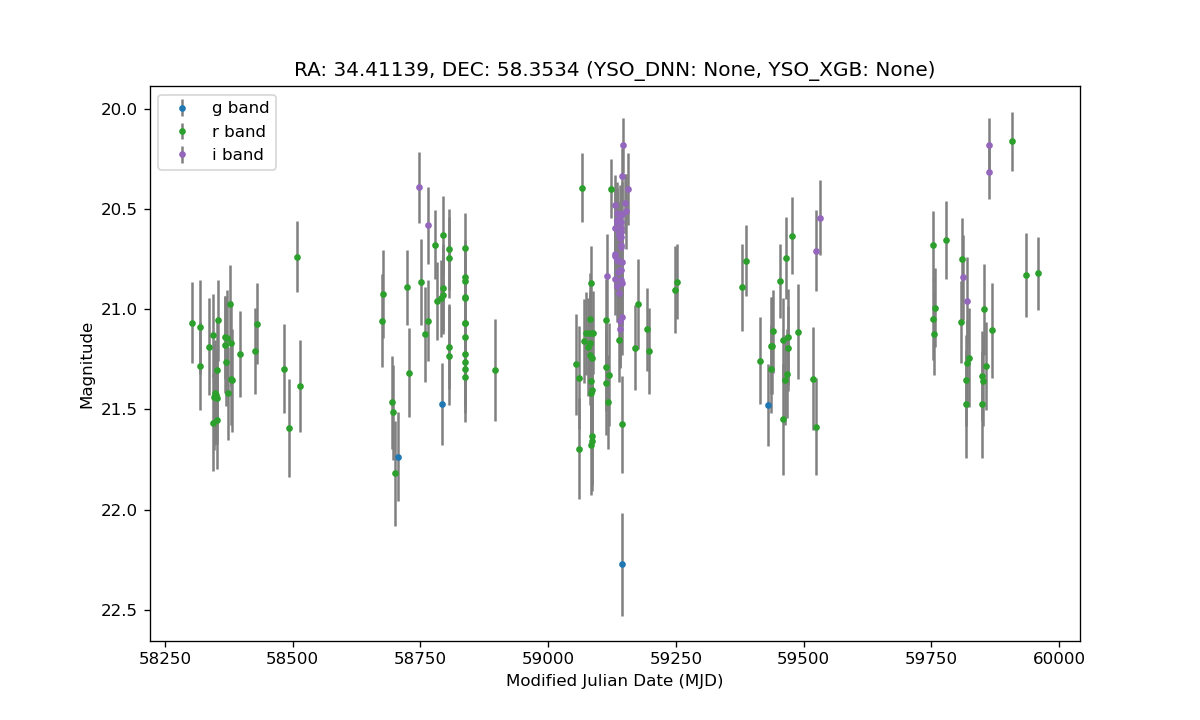 RA: 34.41139, DEC: 58.3534 (YSO_DNN: None, YSO_XGB: None)
g band
r band
i band
20.0
20.5
21.0
21.5
22.0
22.5
Magnitude
58250 58500 58750 59000 59250 59500 59750 60000
Modified Julian Date (MJD)